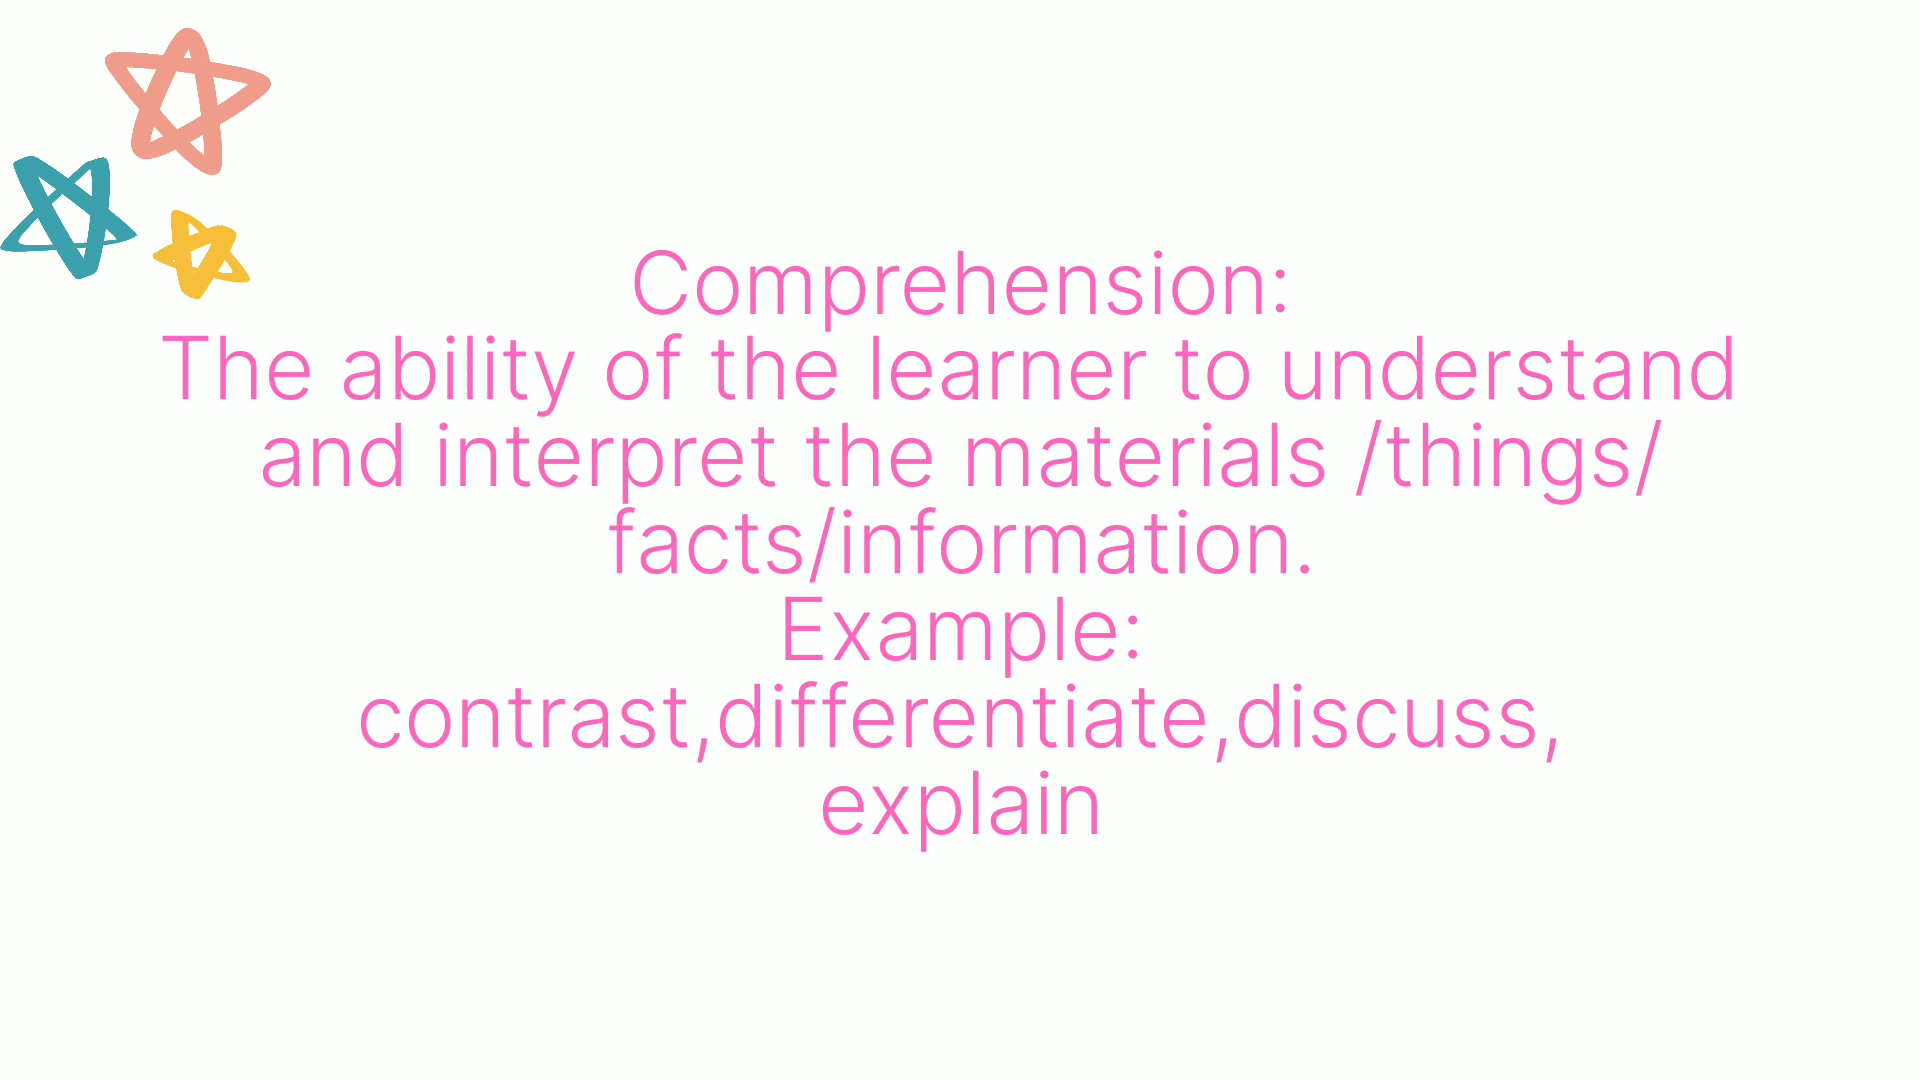 Comprehension:
The ability of the learner to understand
and interpret the materials /things/
facts/information.
Example:
contrast,differentiate,discuss,
explain